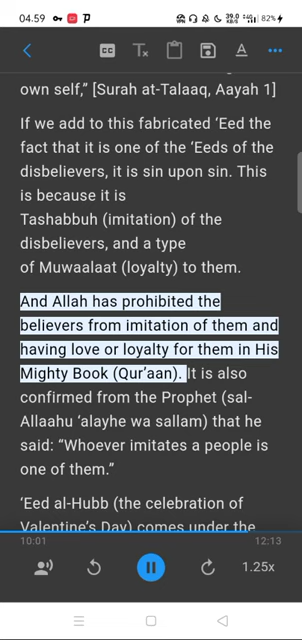 04.59
39.0
KB/S
82%
CC
own self,” [Surah at-Talaaq, Aayah 1]
If we add to this fabricated ‘Eed the
fact that it is one of the ‘Eeds of the
disbelievers, it is sin upon sin. This
is because it is
Tashabbuh (imitation) of the
disbelievers, and a type
of Muwaalaat (loyalty) to them.
And Allah has prohibited the
believers from imitation of them and
having love or loyalty for them in His
Mighty Book (Qur’aan). It is also
confirmed from the Prophet (sal-
Allaahu ‘alayhe wa sallam) that he
said: “Whoever imitates a people is
one of them.”
‘Eed al-Hubb (the celebration of
Valentine’s Day) comes under the
10:01
12:13
1.25x